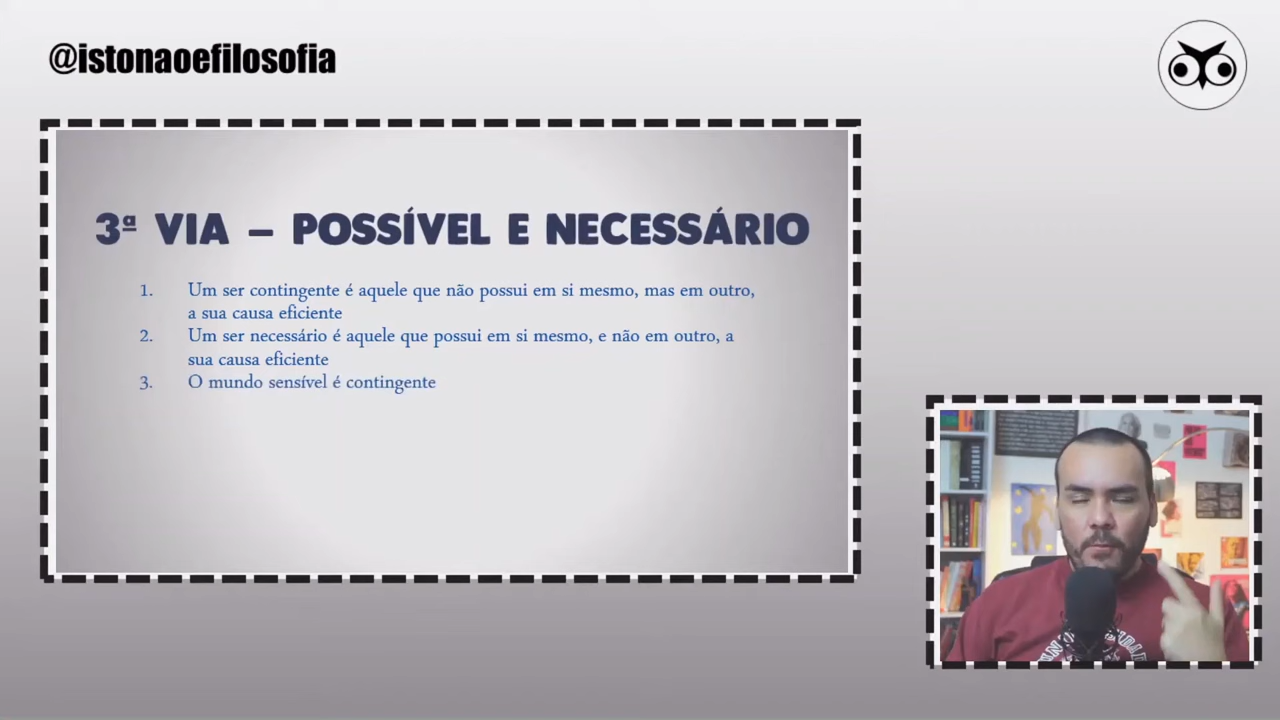 @istonaoefilosofia
3ª VIA – POSSÍVEL E NECESSÁRIO
1. Um ser contingente é aquele que não possui em si mesmo, mas em outro,
a sua causa eficiente
2. Um ser necessário é aquele que possui em si mesmo, e não em outro, a
sua causa eficiente
3. O mundo sensível é contingente